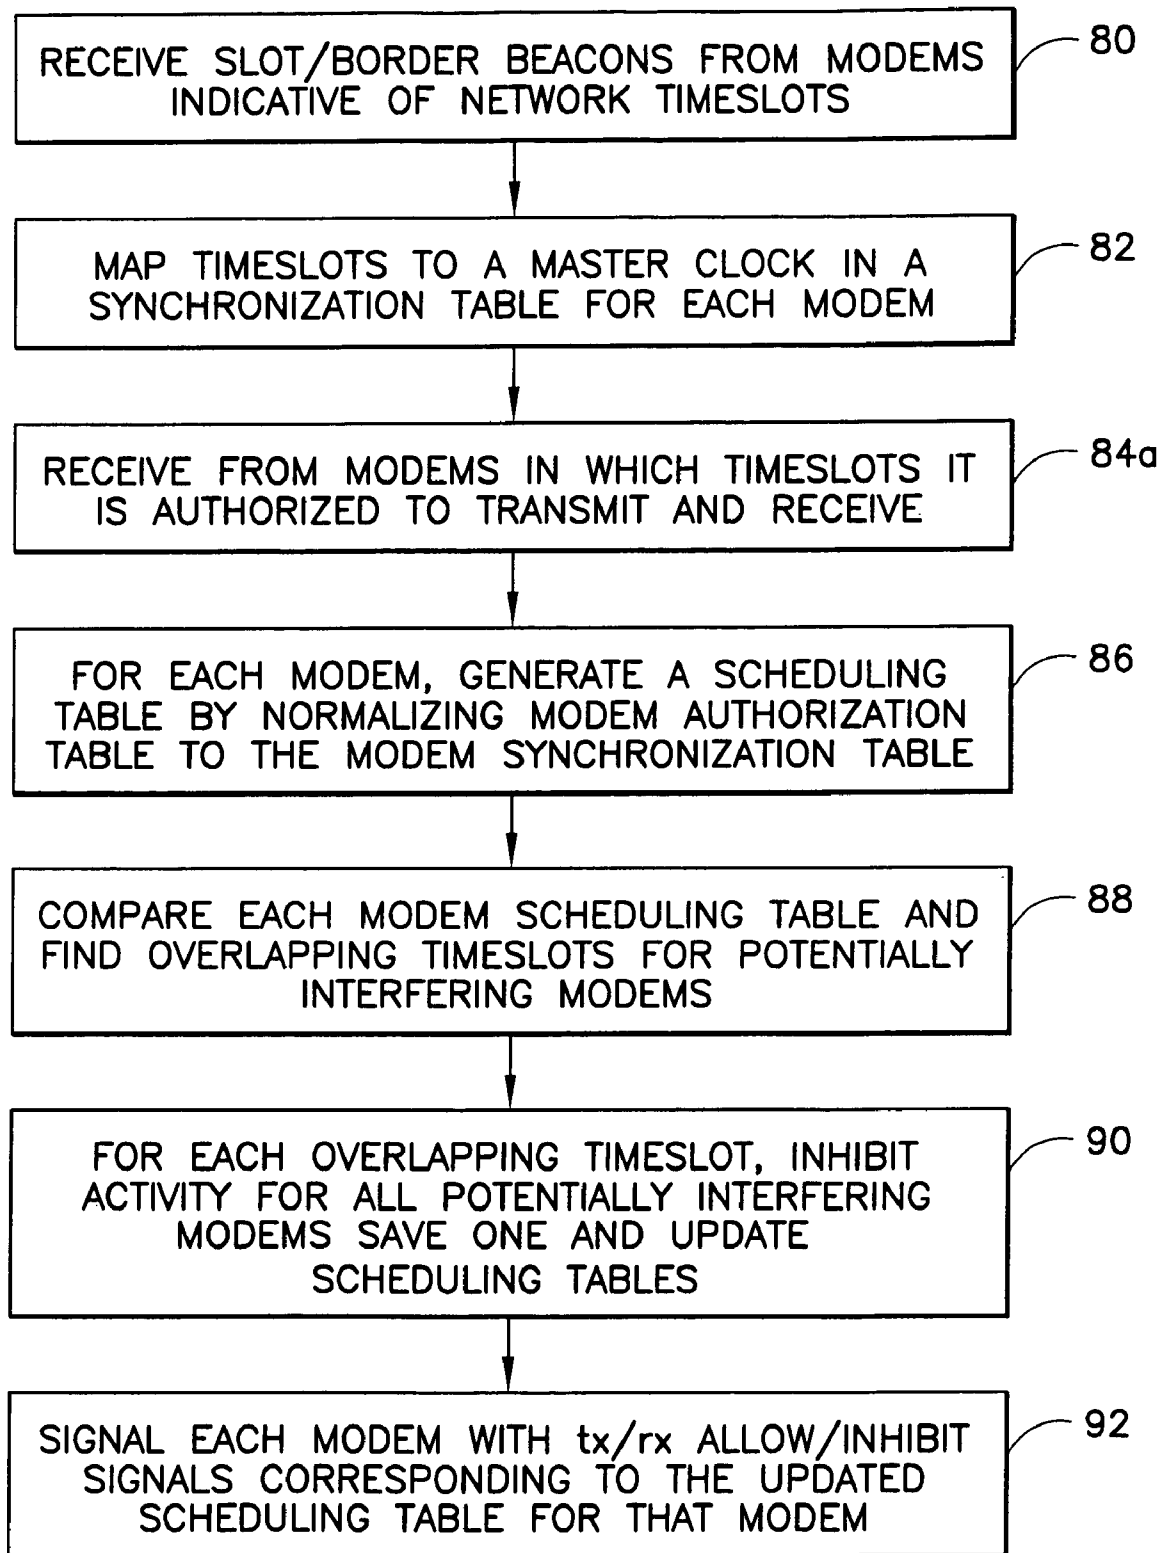 RECEIVE SLOT/BORDER BEACONS FROM MODEMS
INDICATIVE OF NETWORK TIMESLOTS
80
MAP TIMESLOTS TO A MASTER CLOCK IN A
SYNCHRONIZATION TABLE FOR EACH MODEM
82
RECEIVE FROM MODEMS IN WHICH TIMESLOTS IT
IS AUTHORIZED TO TRANSMIT AND RECEIVE
84a
FOR EACH MODEM, GENERATE A SCHEDULING
TABLE BY NORMALIZING MODEM AUTHORIZATION
TABLE TO THE MODEM SYNCHRONIZATION TABLE
86
COMPARE EACH MODEM SCHEDULING TABLE AND
FIND OVERLAPPING TIMESLOTS FOR POTENTIALLY
INTERFERING MODEMS
88
FOR EACH OVERLAPPING TIMESLOT, INHIBIT
ACTIVITY FOR ALL POTENTIALLY INTERFERING
MODEMS SAVE ONE AND UPDATE
SCHEDULING TABLES
90
SIGNAL EACH MODEM WITH tx/rx ALLOW/INHIBIT
SIGNALS CORRESPONDING TO THE UPDATED
SCHEDULING TABLE FOR THAT MODEM
92